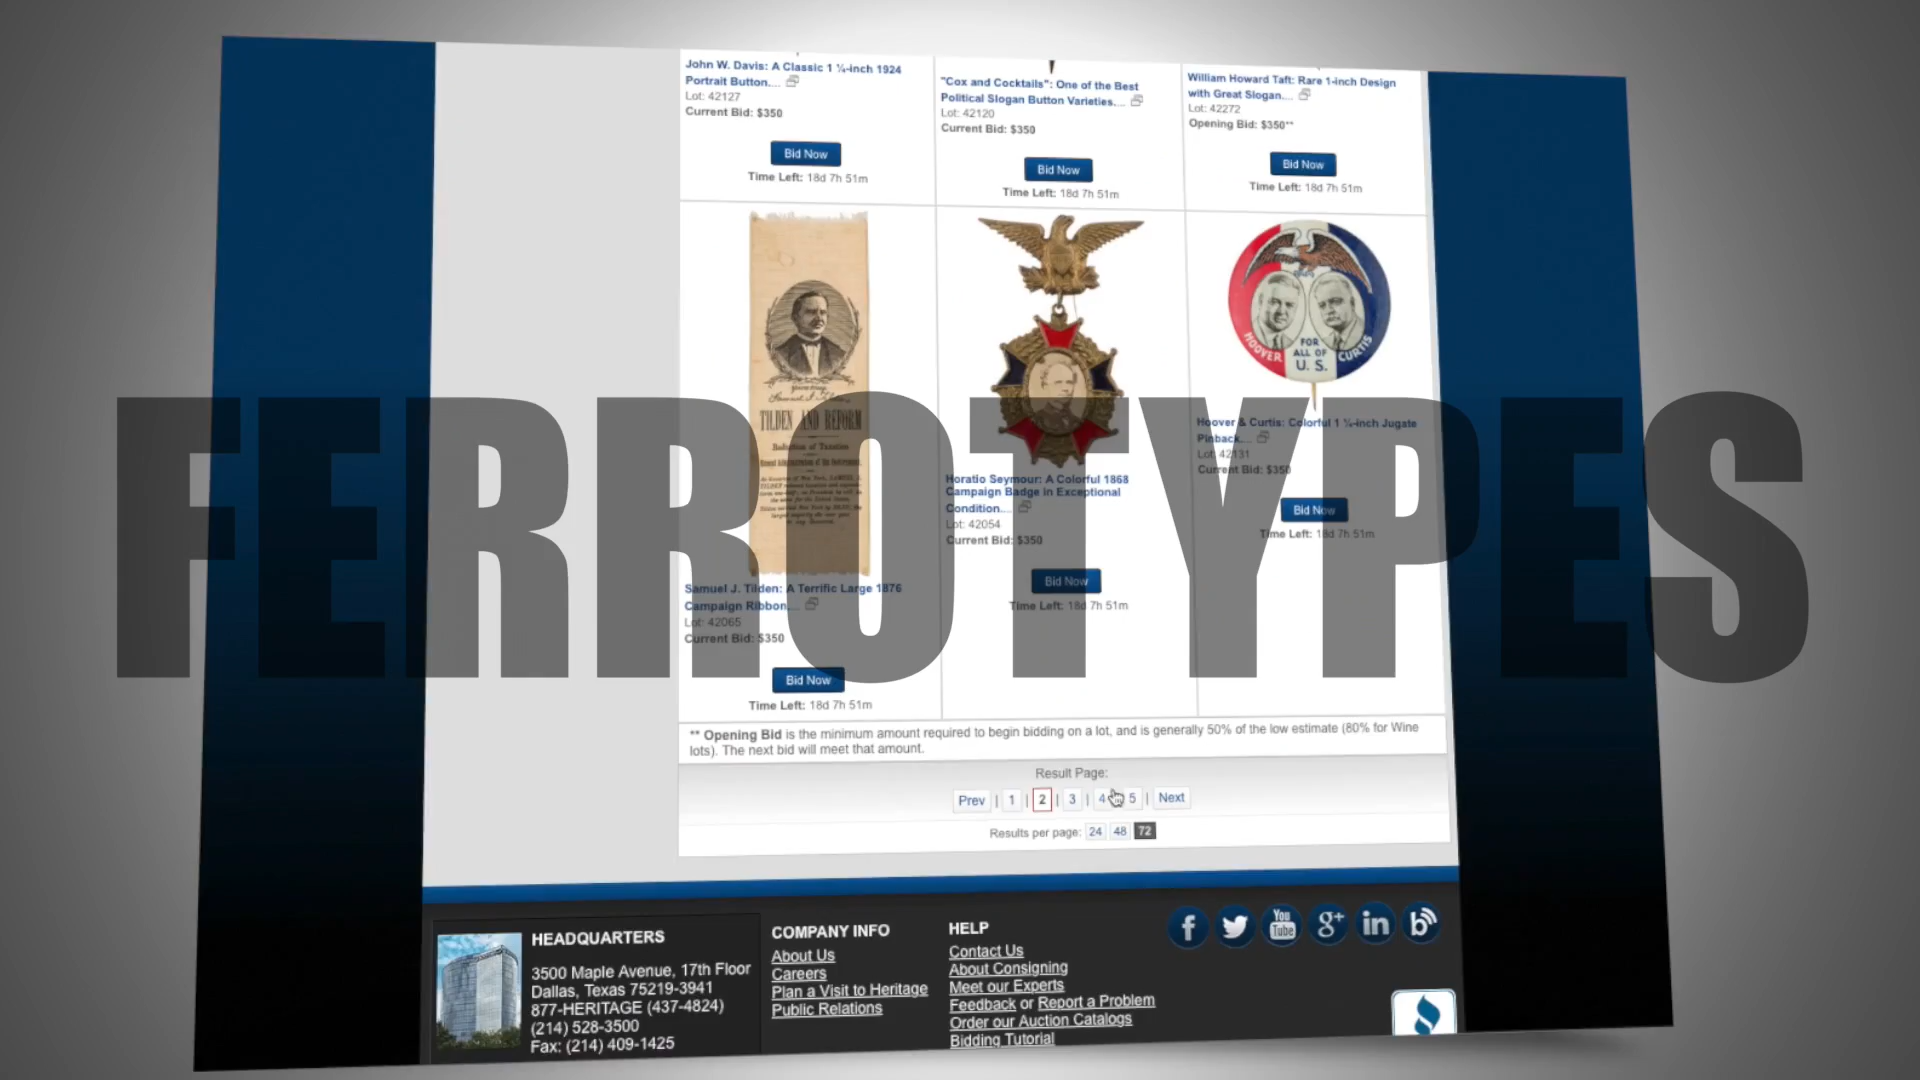 John W. Davis: A Classic 1 ¼-inch 1924
Portrait Button....
Lot: 42127
Current Bid: $350
Bid Now
Time Left: 18d 7h 51m
"Cox and Cocktails": One of the Best
Political Slogan Button Varieties....
Lot: 42120
Current Bid: $350
Bid Now
Time Left: 18d 7h 51m
William Howard Taft: Rare 1-inch Design
with Great Slogan....
Lot: 42272
Opening Bid: $350**
Bid Now
Time Left: 18d 7h 51m
TILDEN AND REFORM
Samuel J. Tilden: A Terrific Large 1876
Campaign Ribbon....
Lot: 42065
Current Bid: $350
Bid Now
Time Left: 18d 7h 51m
Horatio Seymour: A Colorful 1868
Campaign Badge in Exceptional
Condition....
Lot: 42054
Current Bid: $350
Bid Now
Time Left: 18d 7h 51m
HOOVER
FOR
ALL OF
U. S.
CURTIS
Hoover & Curtis: Colorful 1 ¼-inch Jugate
Pinback....
Lot: 42131
Current Bid: $350
Bid Now
Time Left: 18d 7h 51m
FERROTYPES
** Opening Bid is the minimum amount required to begin bidding on a lot, and is generally 50% of the low estimate (80% for Wine
lots). The next bid will meet that amount.
Result Page:
Prev | 1 | 2 | 3 | 4 5 | Next
Results per page: 24 48 72
HEADQUARTERS
3500 Maple Avenue, 17th Floor
Dallas, Texas 75219-3941
877-HERITAGE (437-4824)
(214) 528-3500
Fax: (214) 409-1425
COMPANY INFO
About Us
Careers
Plan a Visit to Heritage
Public Relations
HELP
Contact Us
About Consigning
Meet our Experts
Feedback or Report a Problem
Order our Auction Catalogs
Bidding Tutorial
f You Tube g+ in b